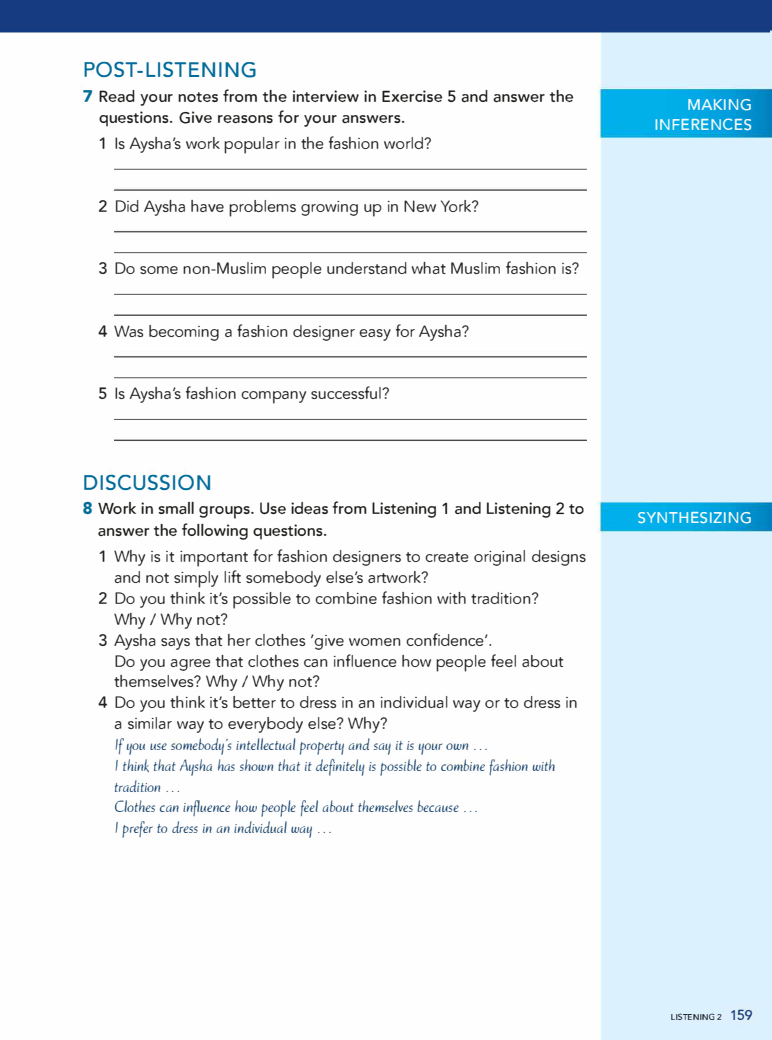 POST-LISTENING
7 Read your notes from the interview in Exercise 5 and answer the
questions. Give reasons for your answers.
MAKING
INFERENCES
1 Is Aysha's work popular in the fashion world?
2 Did Aysha have problems growing up in New York?
3 Do some non-Muslim people understand what Muslim fashion is?
4 Was becoming a fashion designer easy for Aysha?
5 Is Aysha's fashion company successful?
DISCUSSION
8 Work in small groups. Use ideas from Listening 1 and Listening 2 to
answer the following questions.
SYNTHESIZING
1 Why is it important for fashion designers to create original designs
and not simply lift somebody else's artwork?
2 Do you think it's possible to combine fashion with tradition?
Why / Why not?
3 Aysha says that her clothes 'give women confidence'.
Do you agree that clothes can influence how people feel about
themselves? Why / Why not?
4 Do you think it's better to dress in an individual way or to dress in
a similar way to everybody else? Why?
If you use somebody's intellectual property and say it is your own ...
I think that Aysha has shown that it definitely is possible to combine fashion with
tradition ...
Clothes can influence how people feel about themselves because ...
I prefer to dress in an individual way ...
LISTENING 2 159